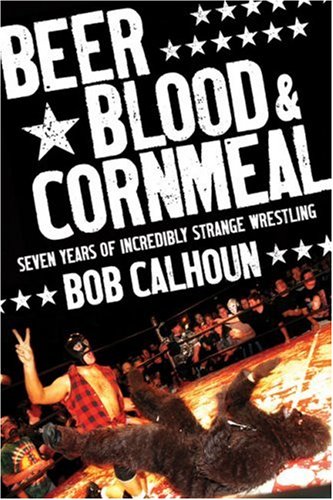 BEER
BLOOD &
CORNMEAL
SEVEN YEARS OF INCREDIBLY STRANGE WRESTLING
BOB CALHOUN